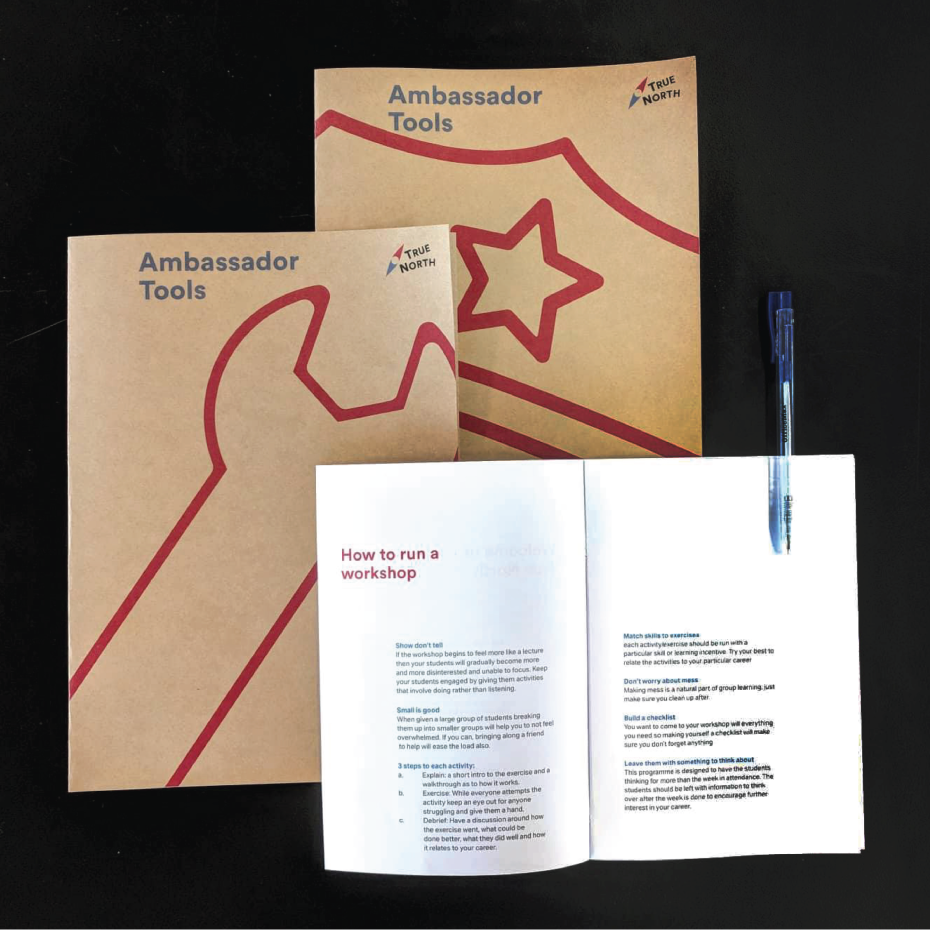 Ambassador
Tools
TRUE
NORTH
Ambassador
Tools
TRUE
NORTH
How to run a
workshop
Show don't tell
If the workshop begins to feel more like a lecture
then your students will gradually become more
and more disinterested and unable to focus. Keep
your students engaged by giving them activities
that involve doing rather than listening.
Small is good
When given a large group of students breaking
them up into smaller groups will help you to not feel
overwhelmed. If you can, bringing along a friend
to help will ease the load also.
3 steps to each activity:
a. Explain: a short intro to the exercise and a
walkthrough as to how it works.
b. Exercise: While everyone attempts the
activity keep an eye out for anyone
struggling and give them a hand.
c. Debrief: Have a discussion around how
the exercise went, what could be
done better, what they did well and how
it relates to your career.
Match skills to exercises
each activity/exercise should be run with a
particular skill or learning incentive. Try your best to
relate the activities to your particular career
Don't worry about mess
Making mess is a natural part of group learning, just
make sure you clean up after.
Build a checklist
You want to come to your workshop will everything
you need so making yourself a checklist will make
sure you don't forget anything
Leave them with something to think about
This programme is designed to have the students
thinking for more than the week in attendance. The
students should be left with information to think
over after the week is done to encourage further
interest in your career.